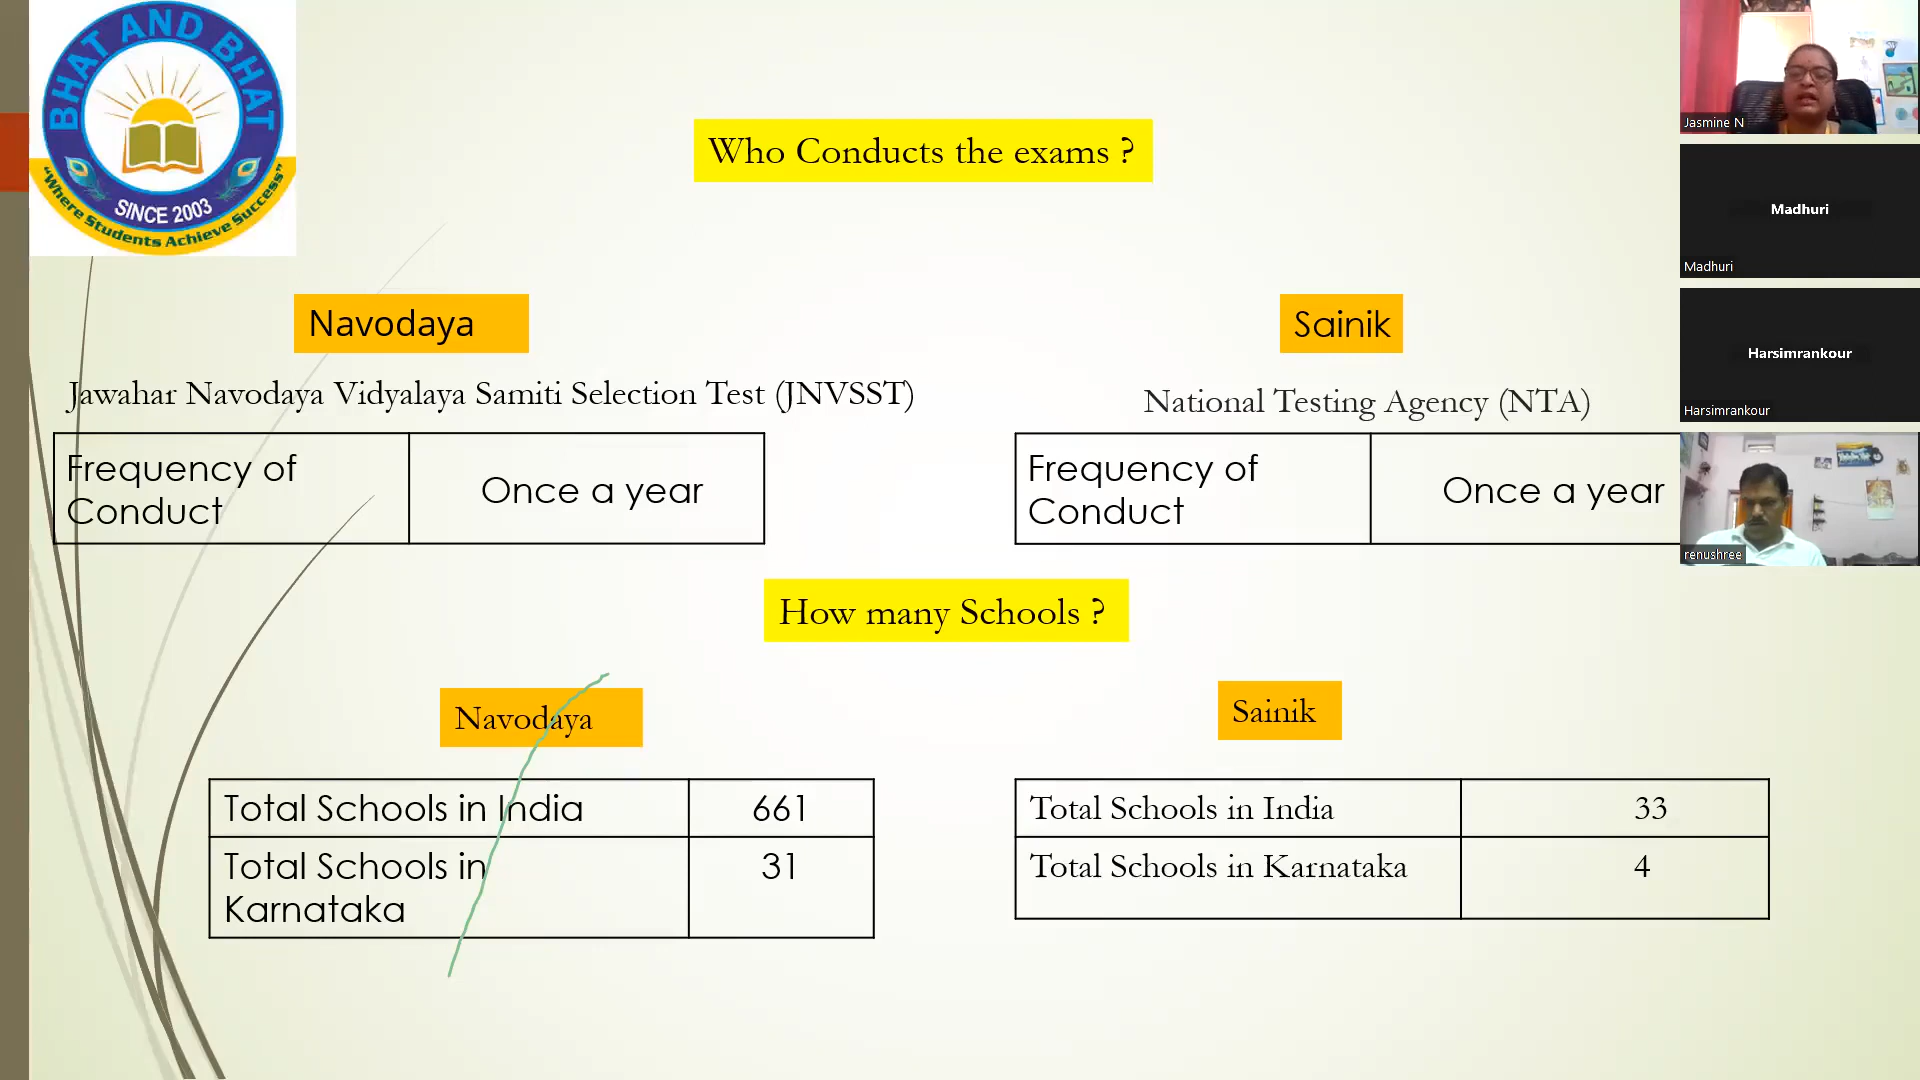 BHAT AND BHAT
SINCE 2003
"Where Students Achieve Success"
Who Conducts the exams ?
Navodaya
Sainik
Jawahar Navodaya Vidyalaya Samiti Selection Test (JNVSST)
National Testing Agency (NTA)
Frequency of
Conduct
Once a year
Frequency of
Conduct
Once a year
How many Schools ?
Navodaya
Sainik
Total Schools in India
661
Total Schools in
Karnataka
31
Total Schools in India
33
Total Schools in Karnataka
4
Jasmine N
Madhuri
Madhuri
Harsimrankour
Harsimrankour
renushree